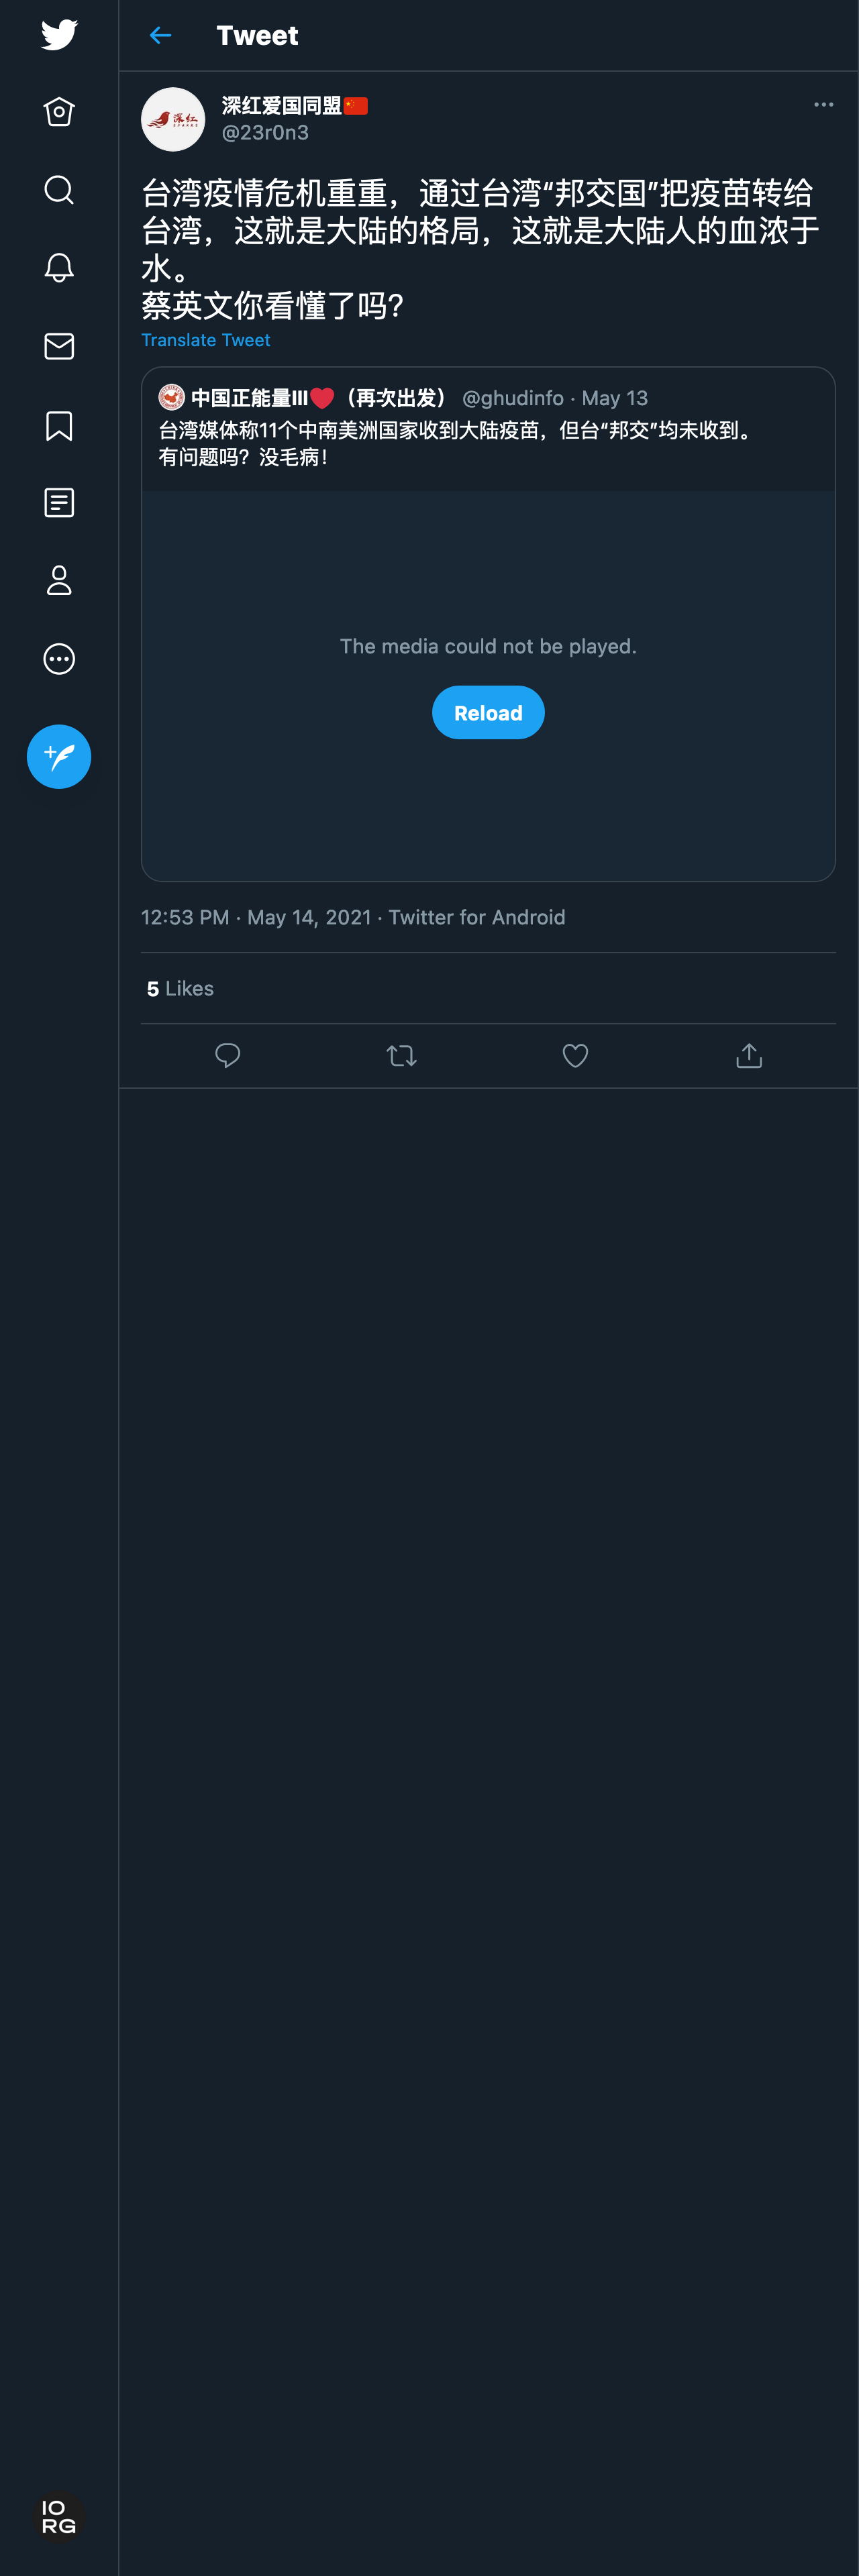 Tweet
深红爱国同盟🇨🇳
@23r0n3
台湾疫情危机重重，通过台湾“邦交国”把疫苗转给
台湾，这就是大陆的格局，这就是大陆人的血浓于
水。
蔡英文你看懂了吗？
Translate Tweet
中国正能量III❤️（再次出发） @ghudinfo · May 13
台湾媒体称11个中南美洲国家收到大陆疫苗，但台“邦交”均未收到。
有问题吗？没毛病！
The media could not be played.
Reload
12:53 PM · May 14, 2021 · Twitter for Android
5 Likes
IO
RG